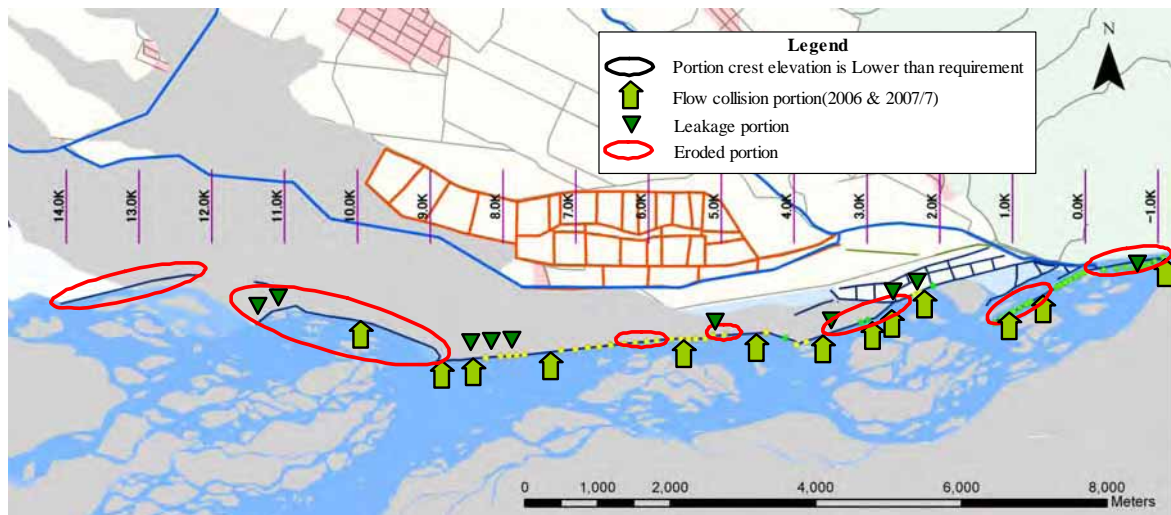 Legend
N
Portion crest elevation is Lower than requirement
Flow collision portion(2006 & 2007/7)
Leakage portion
Eroded portion
14.0K
13.0K
12.0K
11.0K
10.0K
9.0K
8.0K
7.0K
6.0K
5.0K
4.0K
3.0K
2.0K
1.0K
0.0K
-1.0K
0 1,000 2,000 4,000 6,000 8,000
Meters